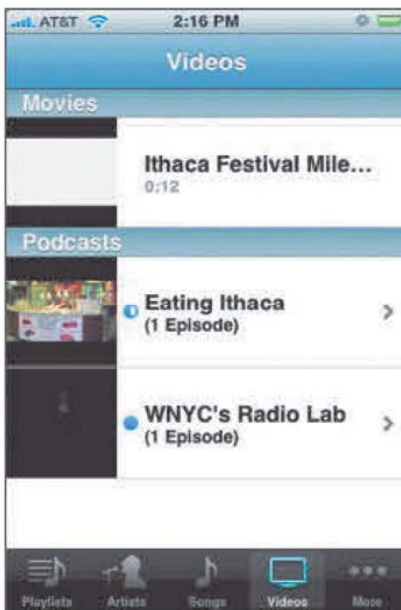 AT&T 2:16 PM
Videos
Movies
Ithaca Festival Mile...
0:12
Podcasts
Eating Ithaca
(1 Episode)
WNYC's Radio Lab
(1 Episode)
Playlists Artists Songs Videos More